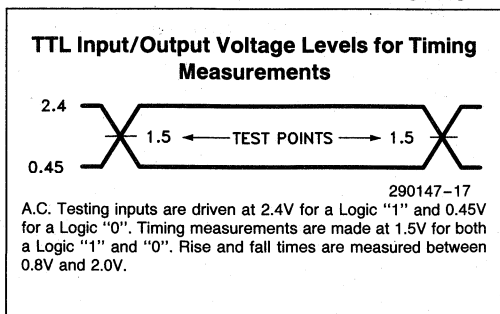 TTL Input/Output Voltage Levels for Timing
Measurements
2.4
1.5 TEST POINTS 1.5
0.45
290147-17
A.C. Testing inputs are driven at 2.4V for a Logic "1" and 0.45V
for a Logic "0". Timing measurements are made at 1.5V for both
a Logic "1" and "0". Rise and fall times are measured between
0.8V and 2.0V.